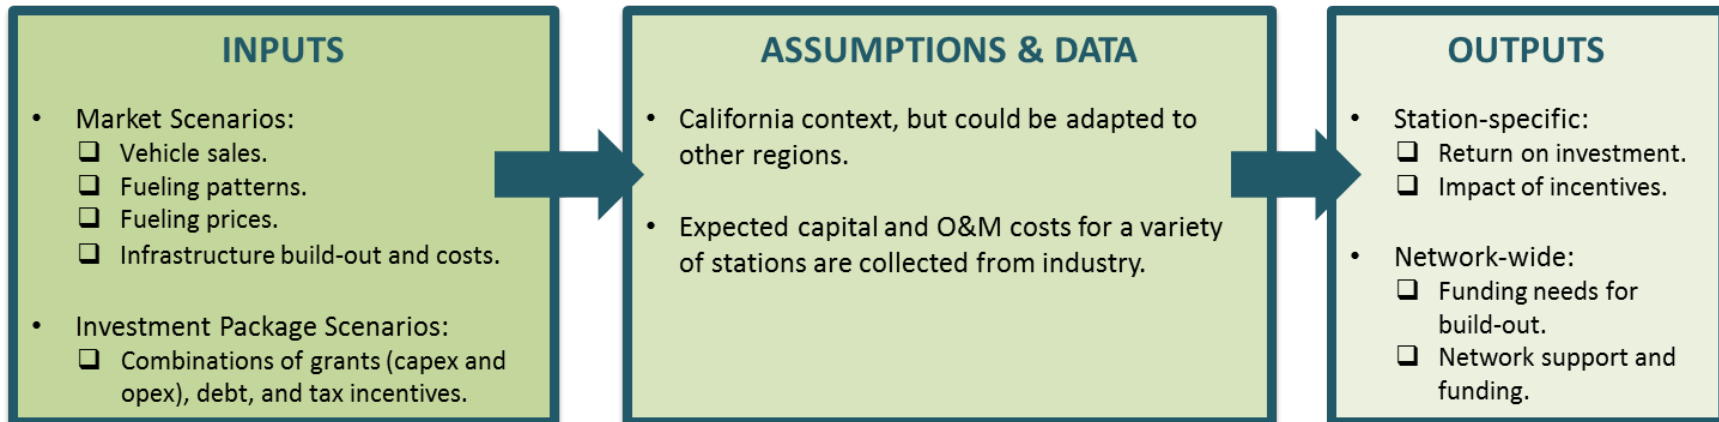 INPUTS
• Market Scenarios:
❑ Vehicle sales.
❑ Fueling patterns.
❑ Fueling prices.
❑ Infrastructure build-out and costs.
• Investment Package Scenarios:
❑ Combinations of grants (capex and
opex), debt, and tax incentives.
ASSUMPTIONS & DATA
• California context, but could be adapted to
other regions.
• Expected capital and O&M costs for a variety
of stations are collected from industry.
OUTPUTS
• Station-specific:
❑ Return on investment.
❑ Impact of incentives.
• Network-wide:
❑ Funding needs for
build-out.
❑ Network support and
funding.